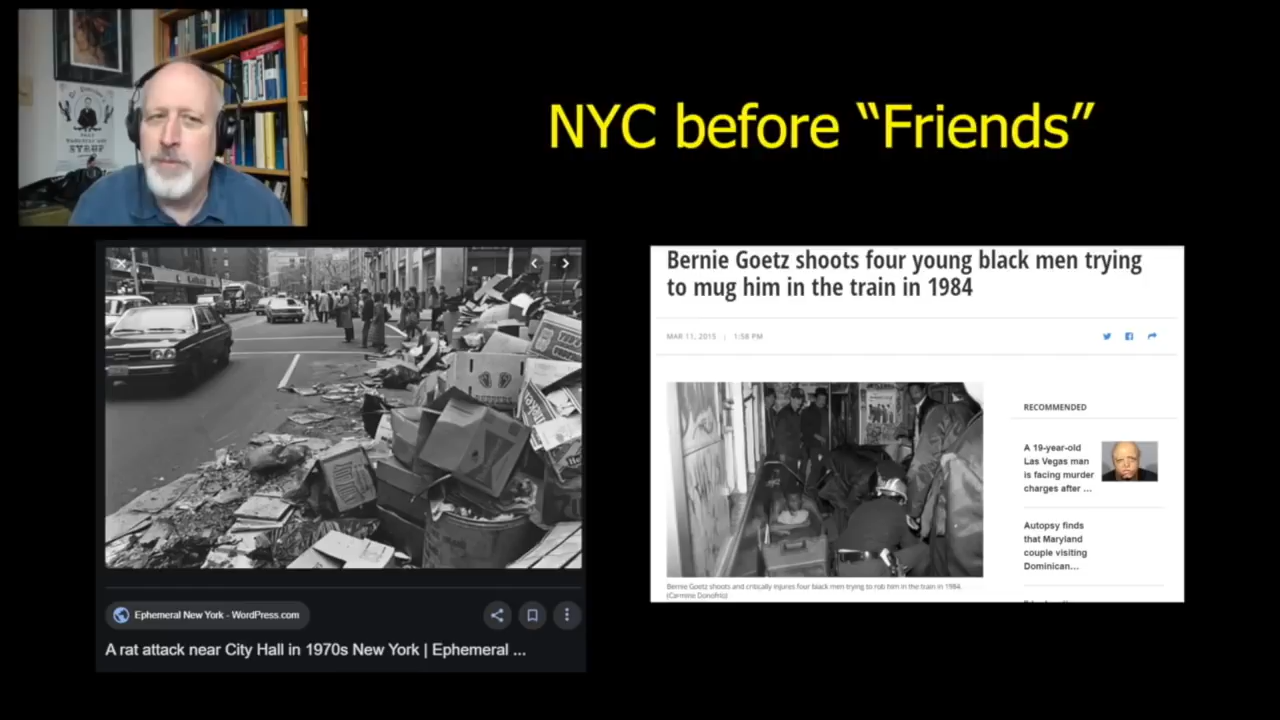 NYC before “Friends”
SYRUP
Bernie Goetz shoots four young black men trying
to mug him in the train in 1984
MAR 11, 2015 | 1:58 PM
RECOMMENDED
A 19-year-old
Las Vegas man
is facing murder
charges after ...
Autopsy finds
that Maryland
couple visiting
Dominican...
Bernie Goetz shoots and critically injures four black men trying to rob him in the train in 1984.
(Carmine Donofrio)
Ephemeral New York - WordPress.com
A rat attack near City Hall in 1970s New York | Ephemeral ...